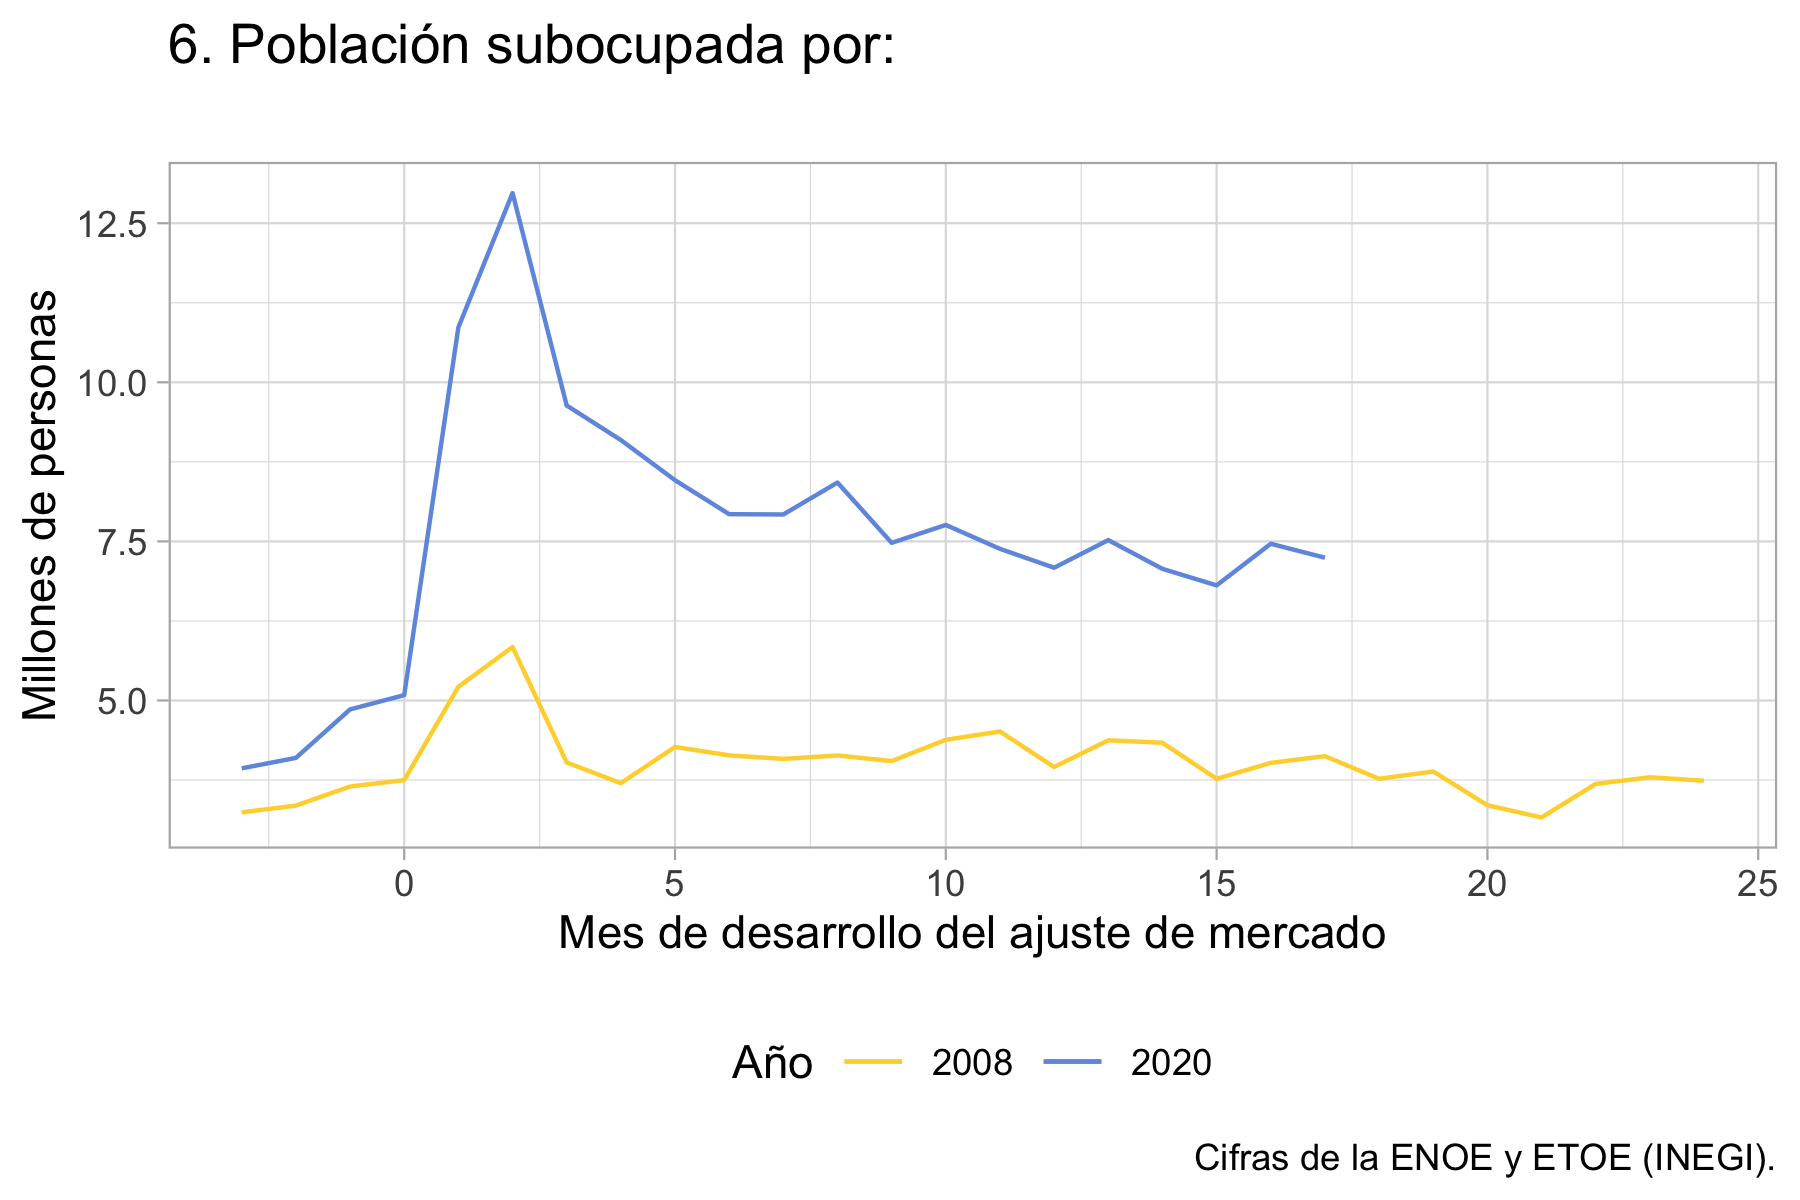 6. Población subocupada por:
12.5
10.0
7.5
5.0
Millones de personas
0 5 10 15 20 25
Mes de desarrollo del ajuste de mercado
Año 2008 2020
Cifras de la ENOE y ETOE (INEGI).